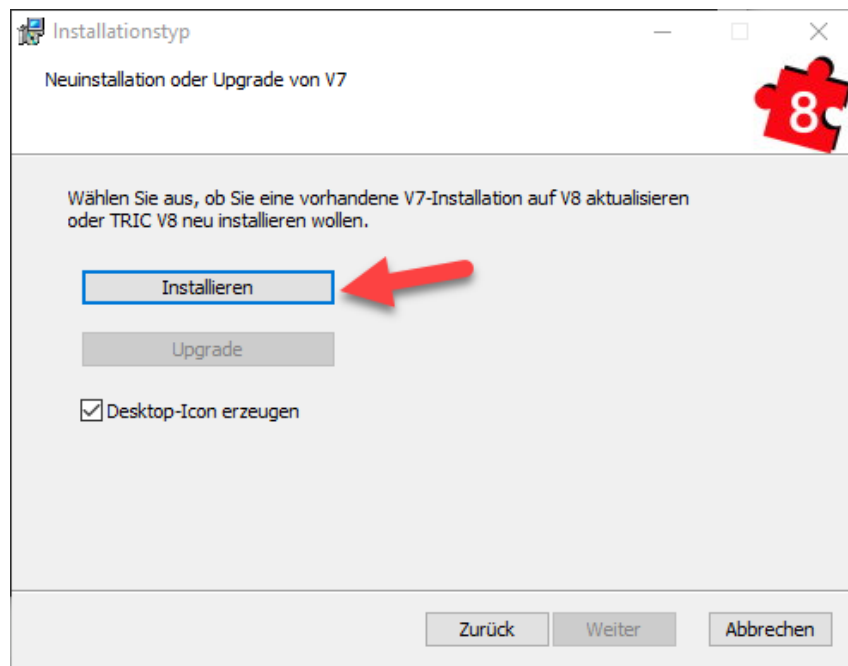 Installationstyp
Neuinstallation oder Upgrade von V7
8
Wählen Sie aus, ob Sie eine vorhandene V7-Installation auf V8 aktualisieren
oder TRIC V8 neu installieren wollen.
Installieren
Upgrade
Desktop-Icon erzeugen
Zurück Weiter Abbrechen